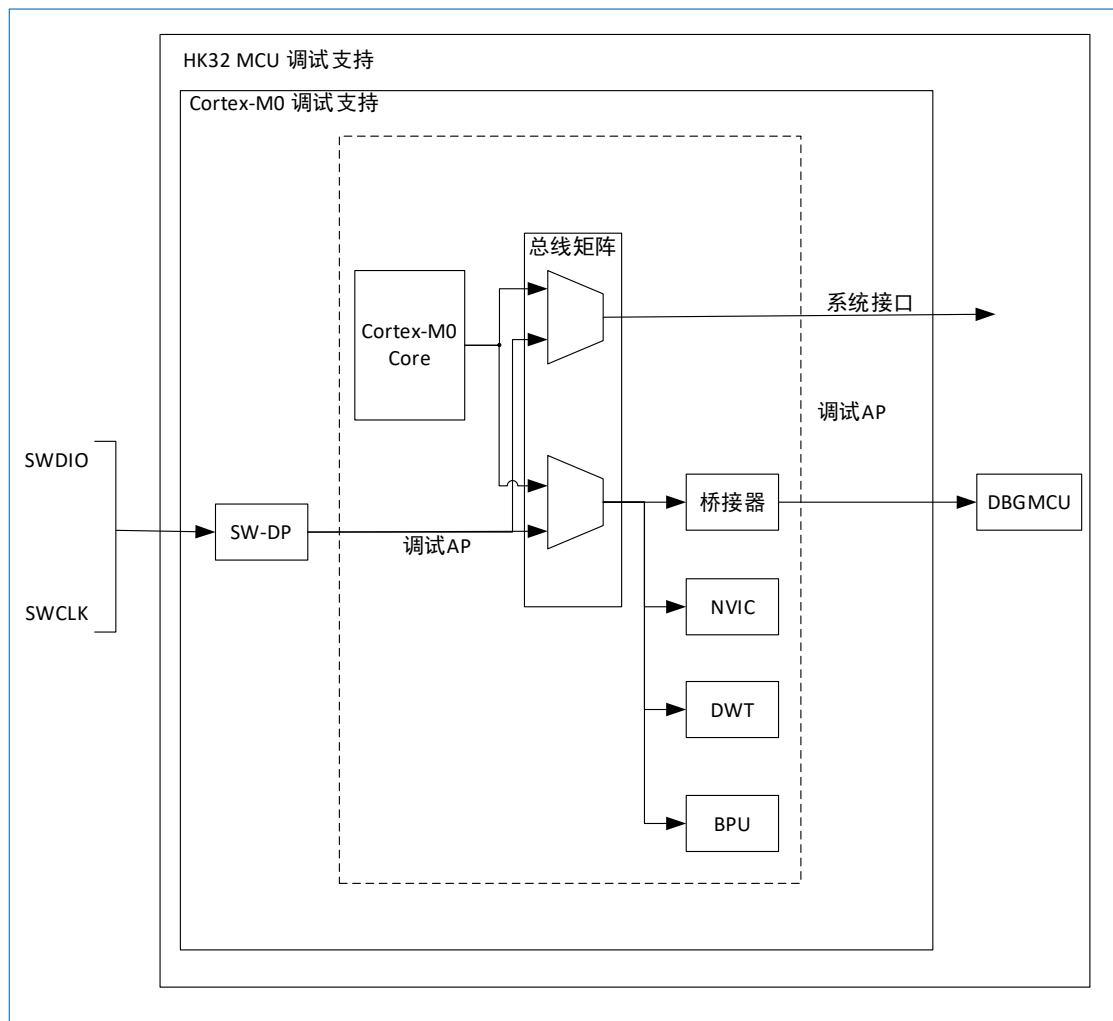 HK32 MCU 调试支持
Cortex-M0 调试支持
总线矩阵
Cortex-M0
Core
系统接口
调试AP
SWDIO
SWCLK
SW-DP
调试AP
桥接器
DBGMCU
NVIC
DWT
BPU